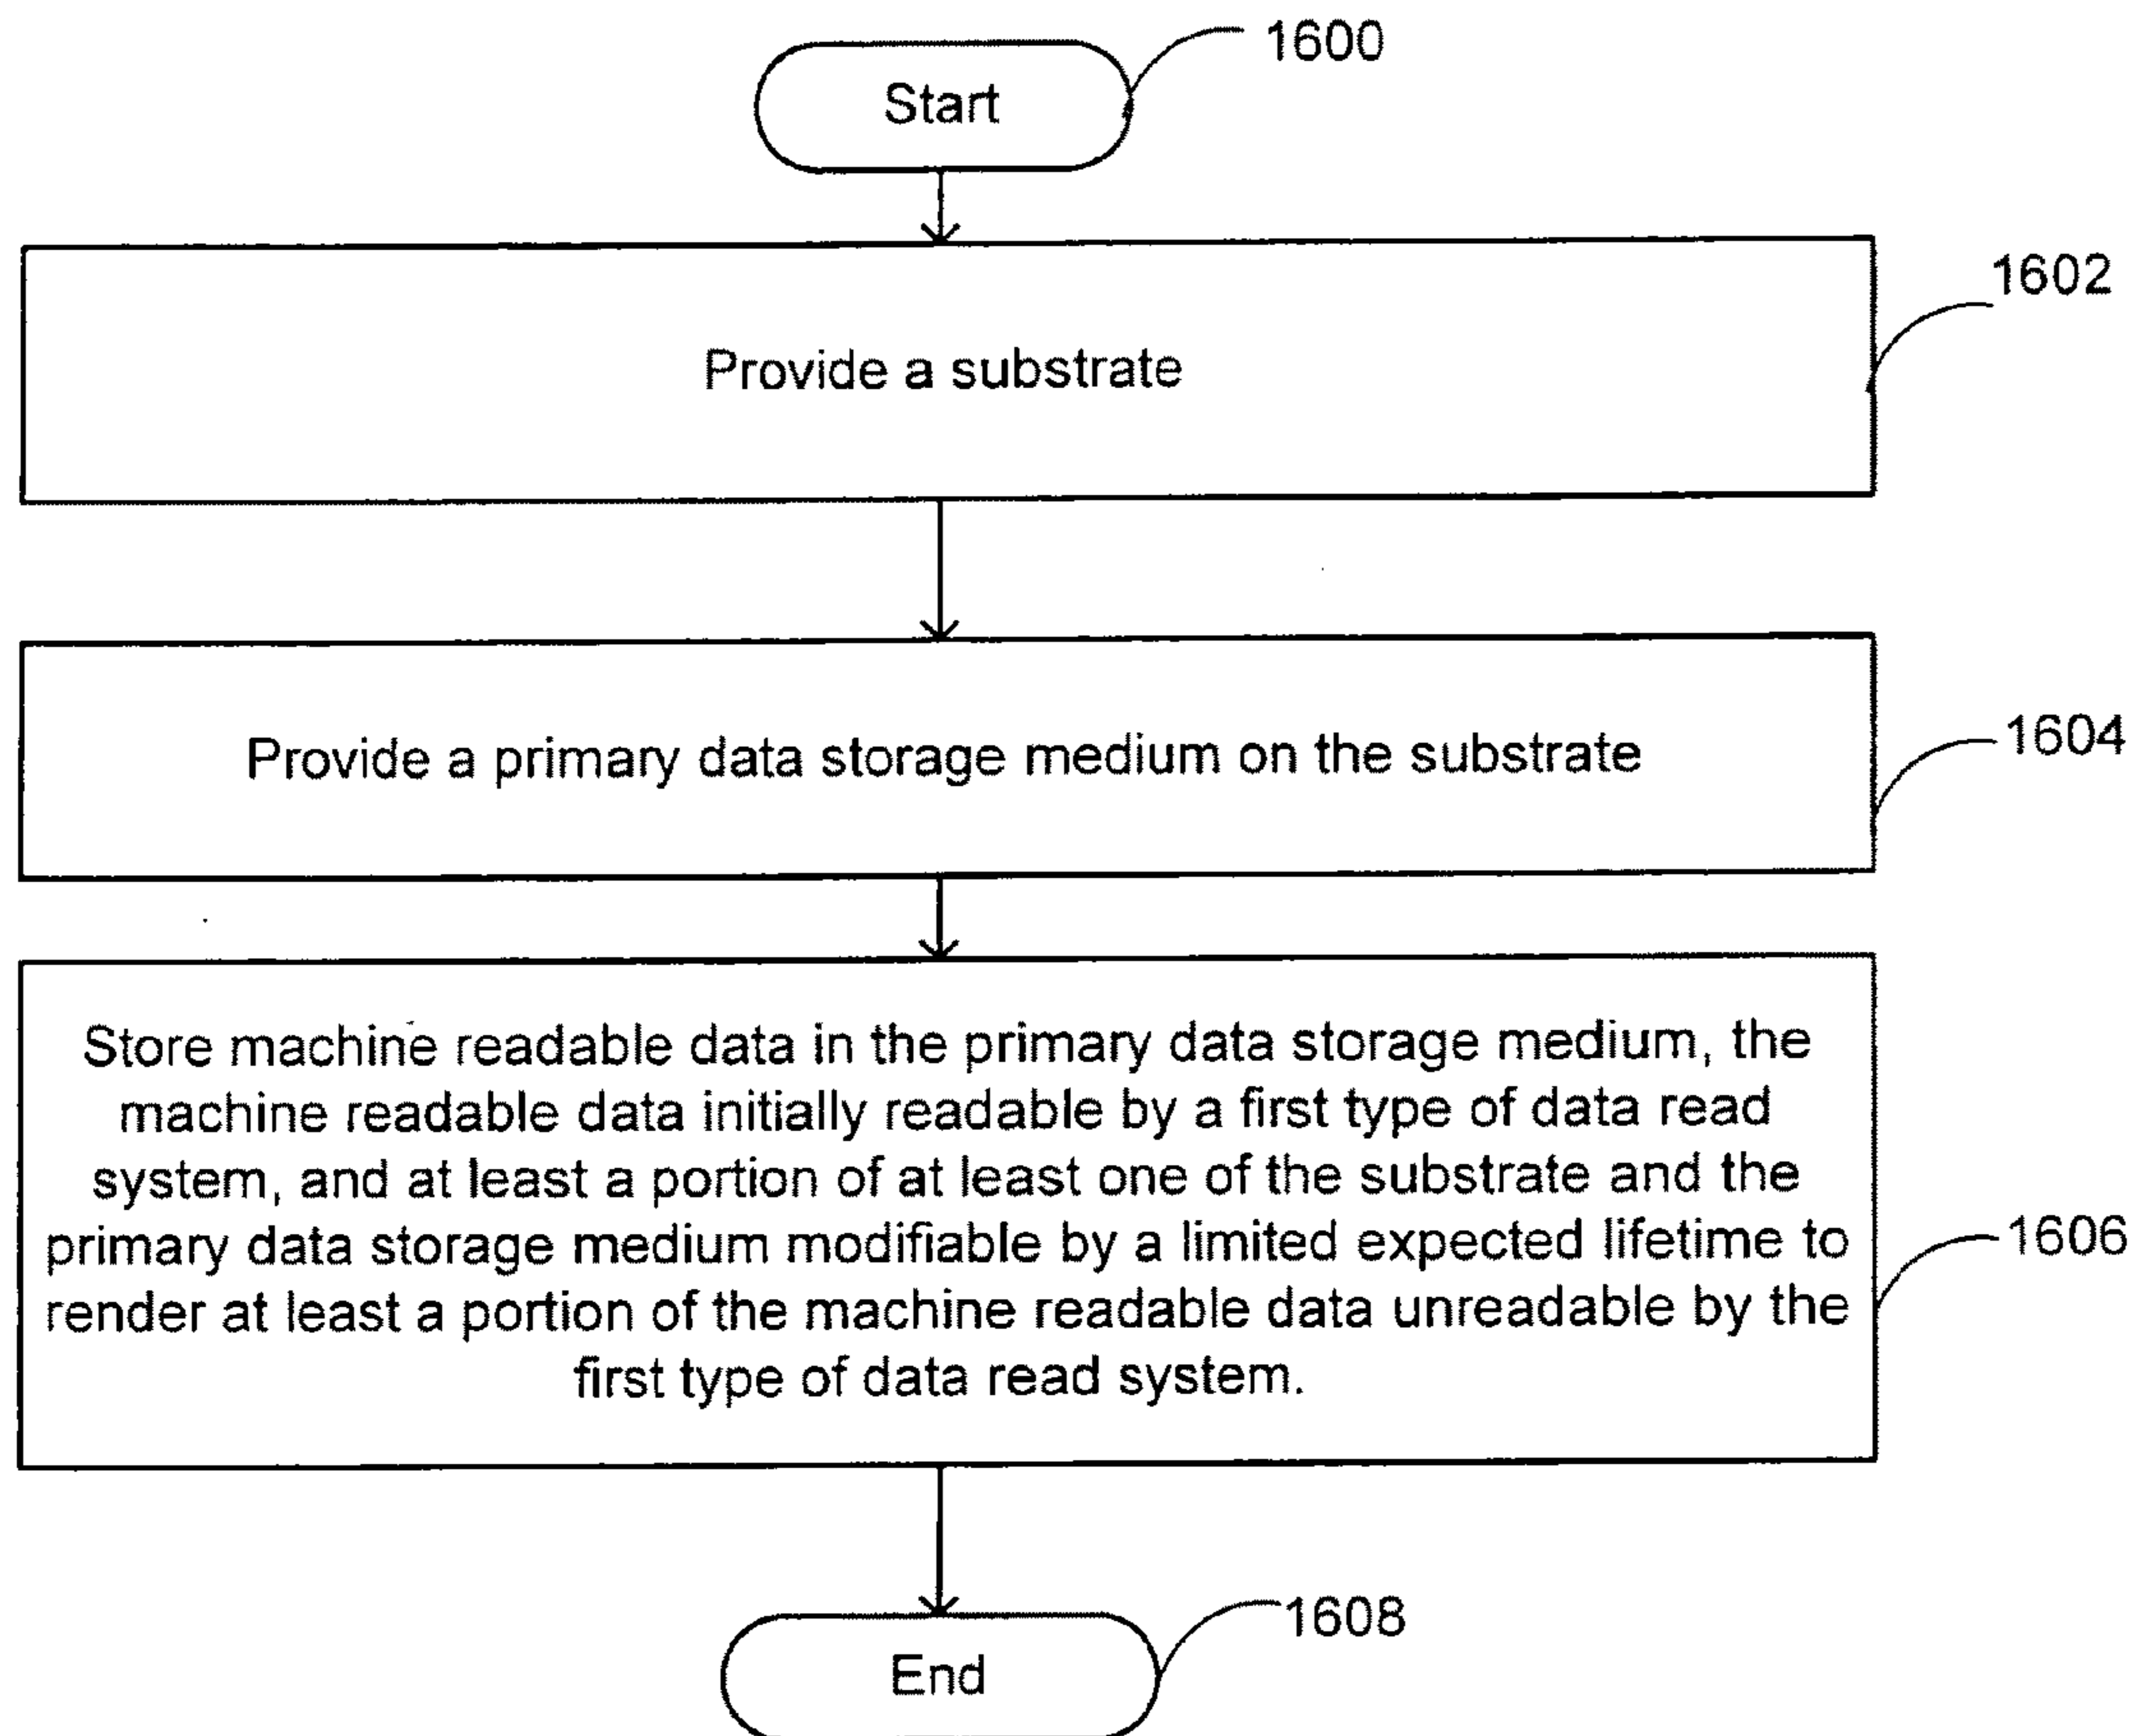 1600
Start
1602
Provide a substrate
1604
Provide a primary data storage medium on the substrate
Store machine readable data in the primary data storage medium, the
machine readable data initially readable by a first type of data read
system, and at least a portion of at least one of the substrate and the
primary data storage medium modifiable by a limited expected lifetime to
render at least a portion of the machine readable data unreadable by the
first type of data read system.
1606
1608
End